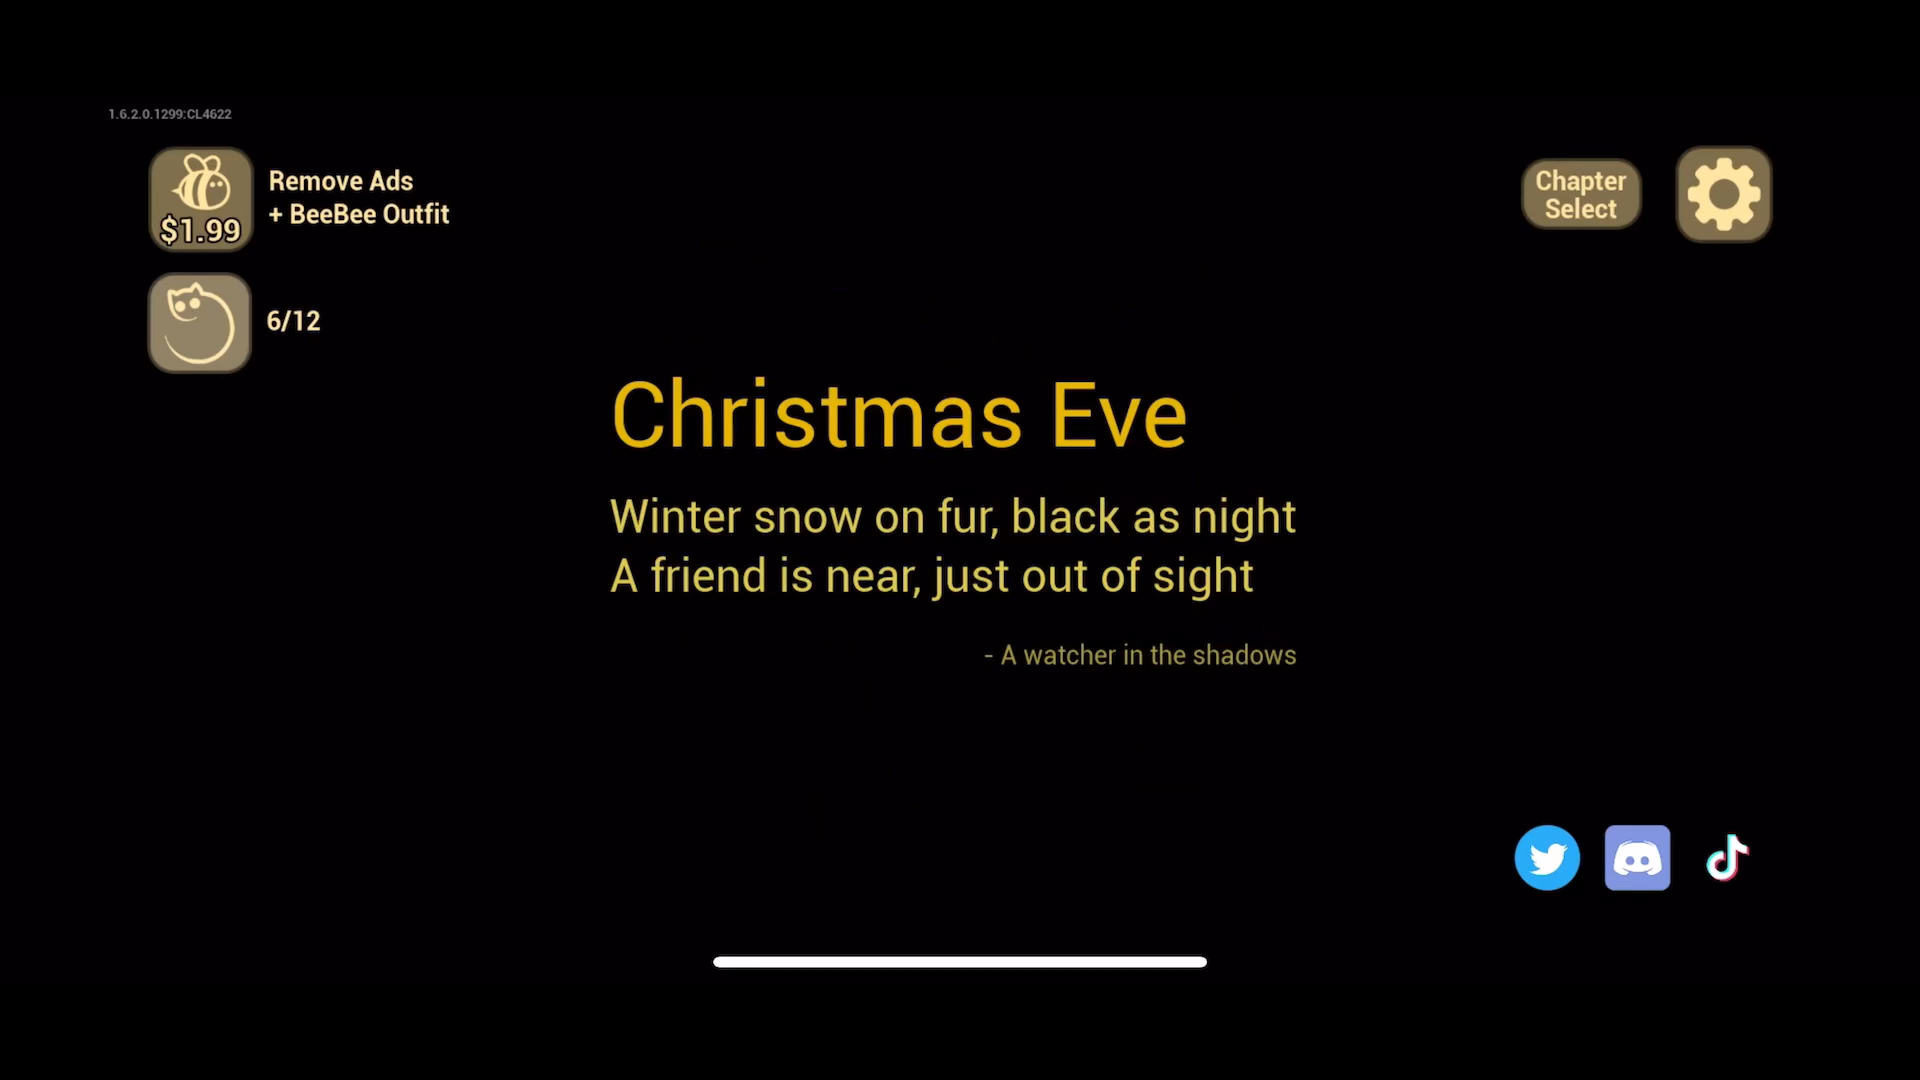 1.6.2.0.1299:CL4622
Remove Ads
+ BeeBee Outfit
$1.99
Chapter
Select
6/12
Christmas Eve
Winter snow on fur, black as night
A friend is near, just out of sight
- A watcher in the shadows